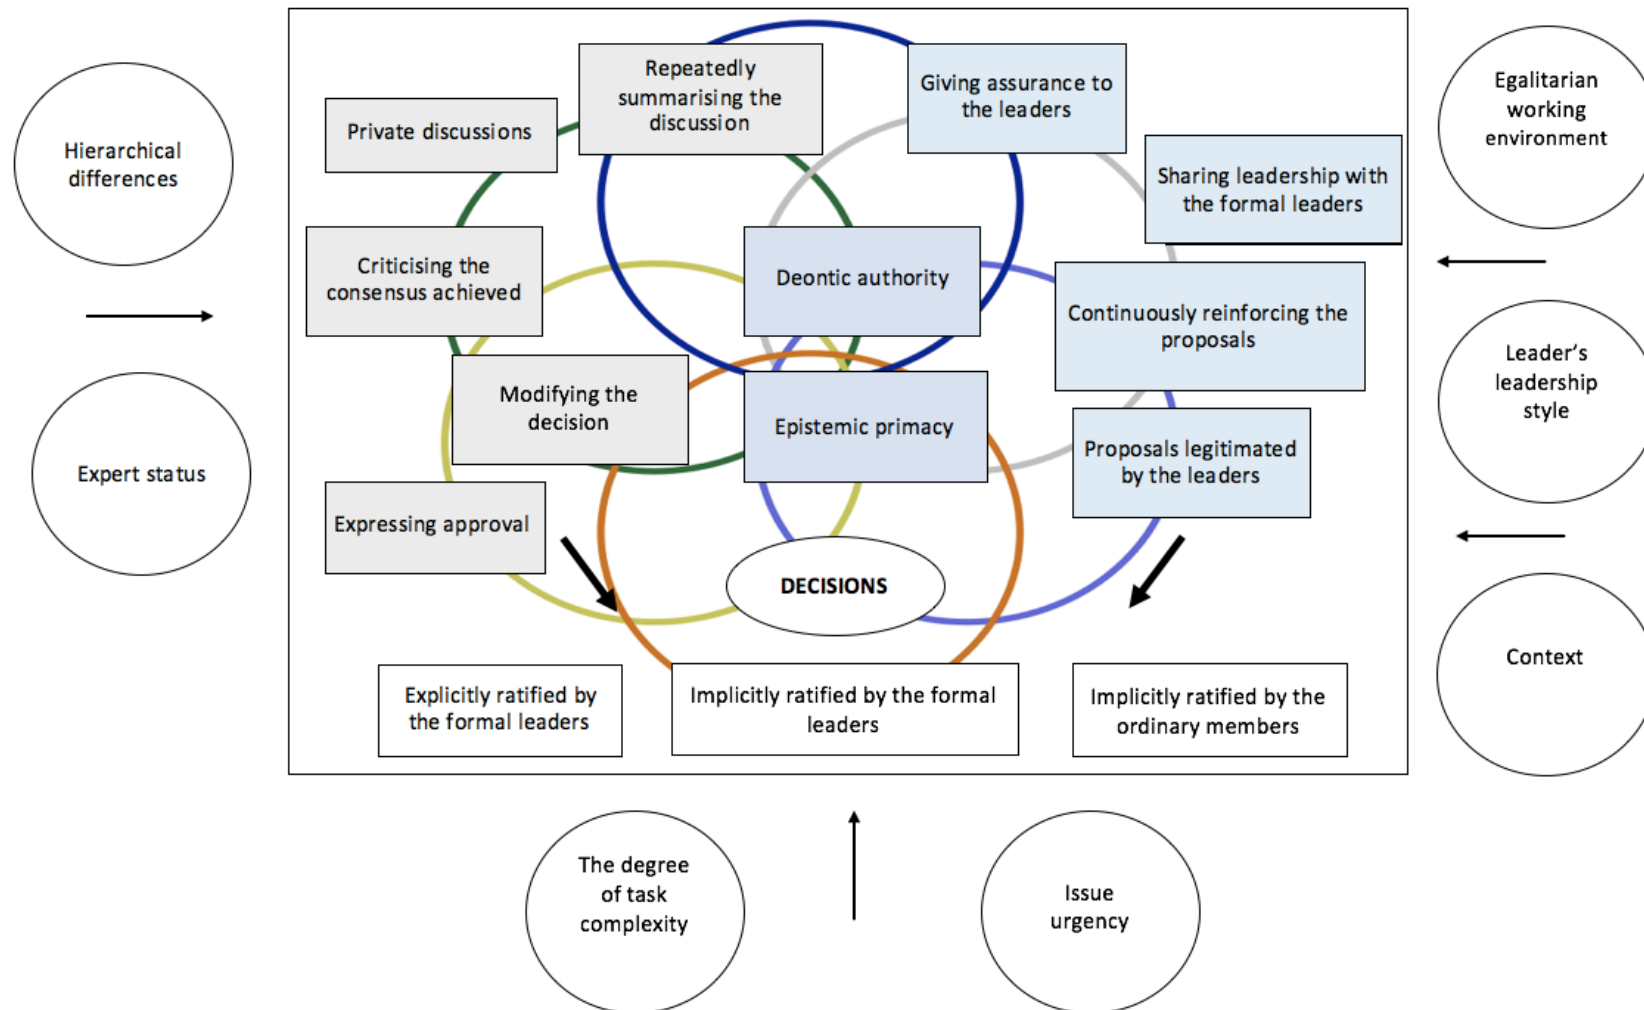 Repeatedly
summarising the
discussion
Giving assurance to
the leaders
Egalitarian
working
environment
Private discussions
Hierarchical
differences
Sharing leadership with
the formal leaders
Criticising the
consensus achieved
Deontic authority
Continuously reinforcing the
proposals
Leader’s
leadership
style
Modifying the
decision
Epistemic primacy
Proposals legitimated
by the leaders
Expert status
Expressing approval
DECISIONS
Context
Explicitly ratified by
the formal leaders
Implicitly ratified by the formal
leaders
Implicitly ratified by the
ordinary members
The degree
of task
complexity
Issue
urgency